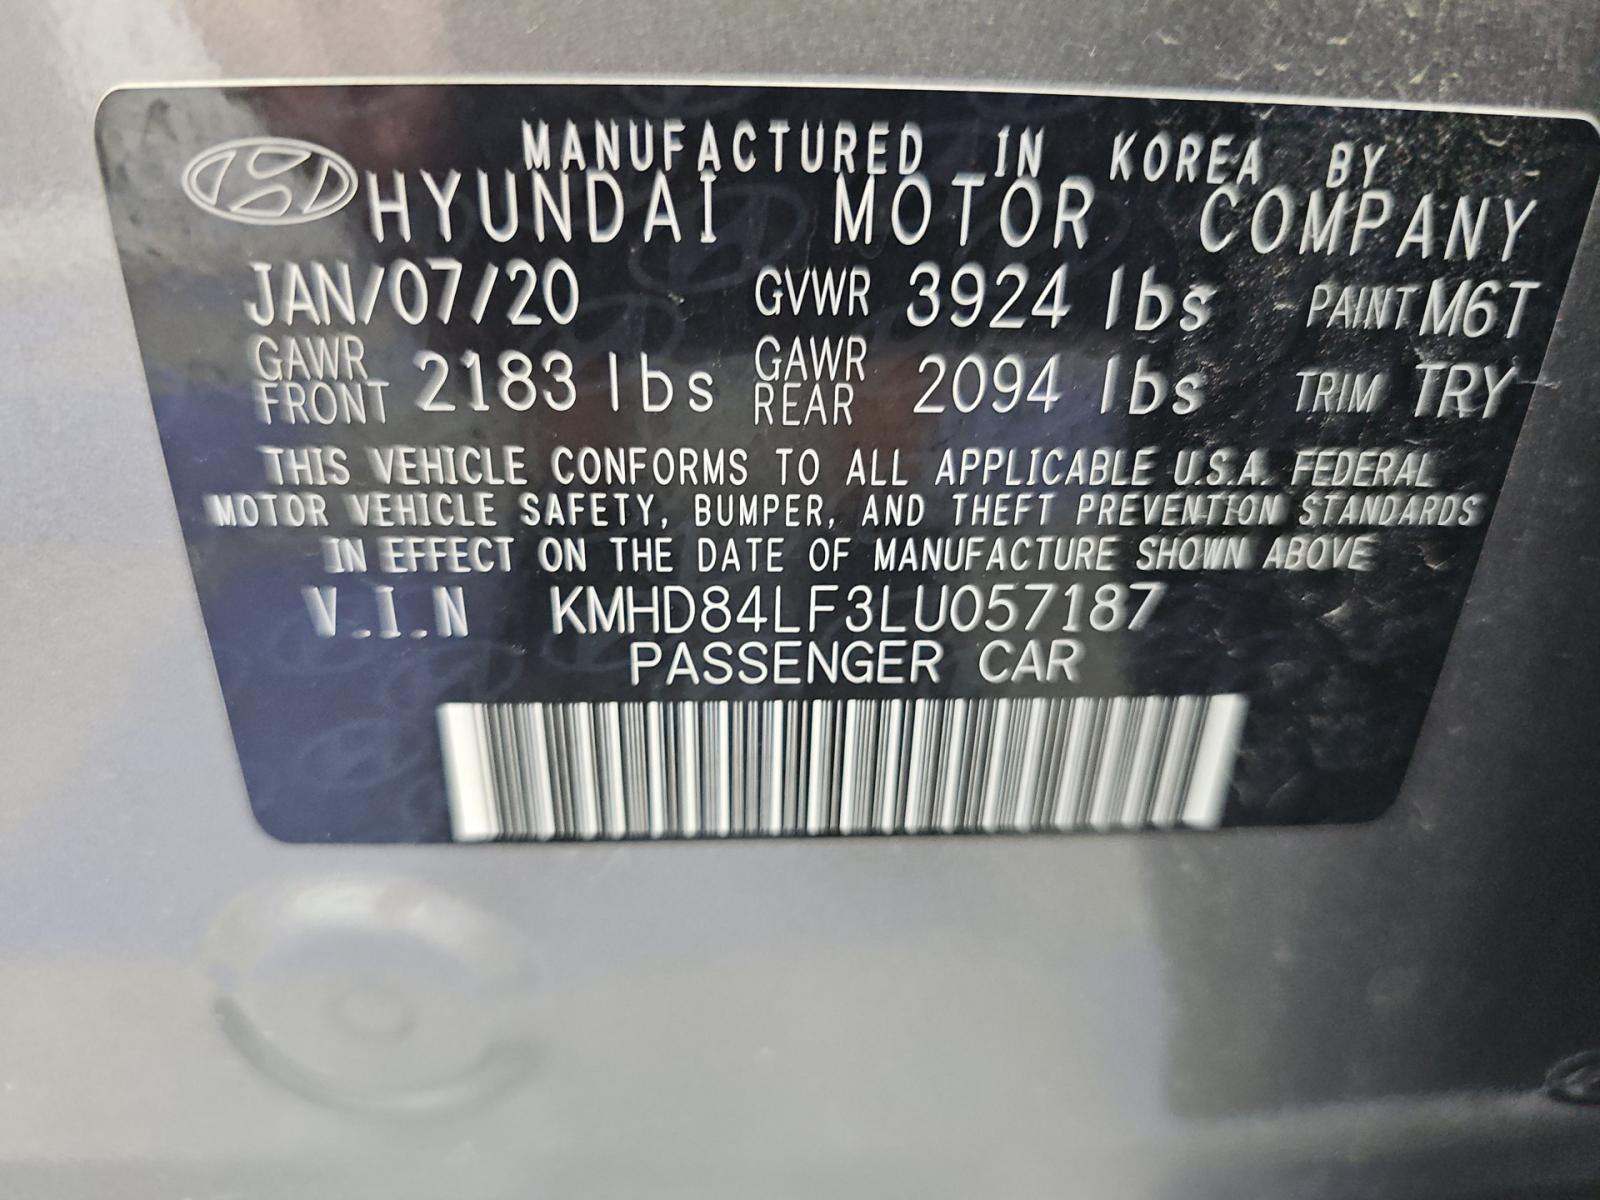 MANUFACTURED IN KOREA BY
HYUNDAI MOTOR COMPANY
JAN/07/20 GVWR 3924 lbs PAINT M6T
GAWR FRONT 2183 lbs GAWR REAR 2094 lbs TRIM TRY
THIS VEHICLE CONFORMS TO ALL APPLICABLE U.S.A. FEDERAL
MOTOR VEHICLE SAFETY, BUMPER, AND THEFT PREVENTION STANDARDS
IN EFFECT ON THE DATE OF MANUFACTURE SHOWN ABOVE
V.I.N KMHD84LF3LU057187
PASSENGER CAR